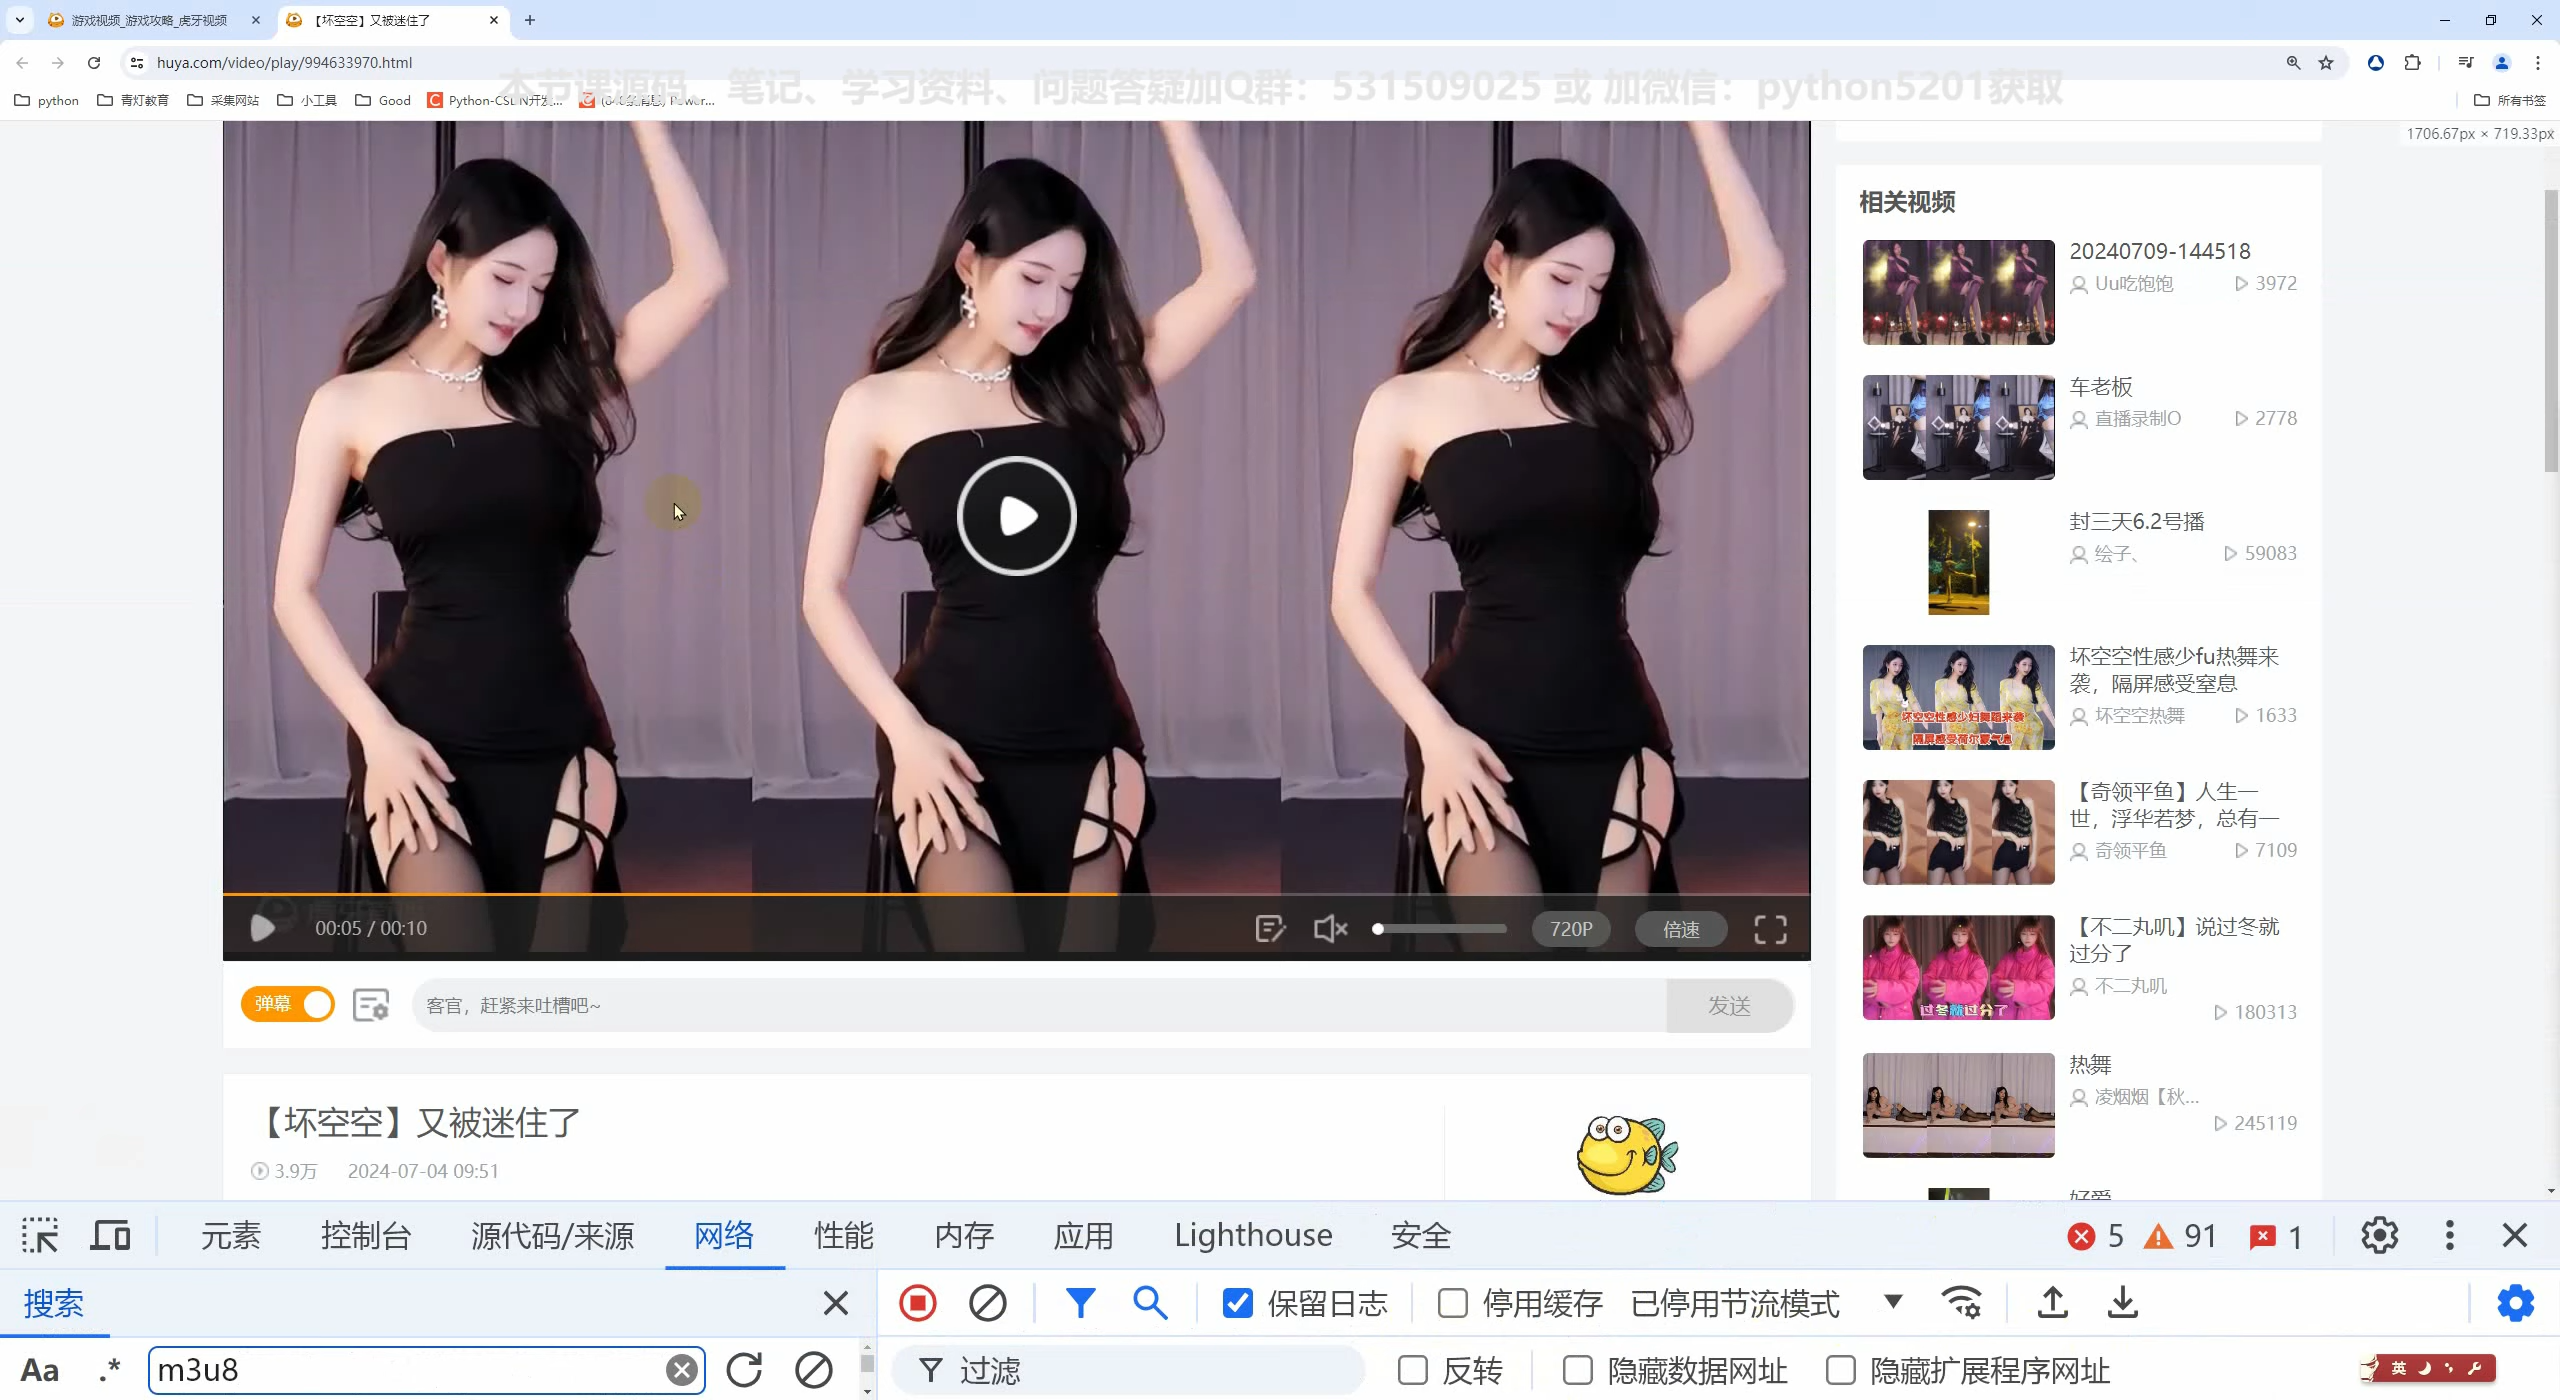 游戏视频_游戏攻略_虎牙视频
【坏空空】又被迷住了
huya.com/video/play/994633970.html
本节课源码、笔记、学习资料、问题答疑加Q群：531509025 或 加微信：python5201获取
python
青灯教育
采集网站
小工具
Good
Python-CSDN开发...
所有书签
1706.67px × 719.33px
相关视频
20240709-144518
Uu吃饱饱
3972
车老板
直播录制O
2778
封三天6.2号播
绘子、
59083
坏空空性感少fu热舞来
袭，隔屏感受窒息
坏空空热舞
1633
【奇领平鱼】人生一
世，浮华若梦，总有一
奇领平鱼
7109
【不二丸叽】说过冬就
过分了
不二丸叽
180313
过冬就过分了
热舞
凌烟烟【秋...
245119
好爱
00:05 / 00:10
720P
倍速
弹幕
客官，赶紧来吐槽吧~
发送
【坏空空】又被迷住了
3.9万
2024-07-04 09:51
元素
控制台
源代码/来源
网络
性能
内存
应用
Lighthouse
安全
5
91
1
搜索
保留日志
停用缓存
已停用节流模式
Aa
.*
m3u8
过滤
反转
隐藏数据网址
隐藏扩展程序网址
英